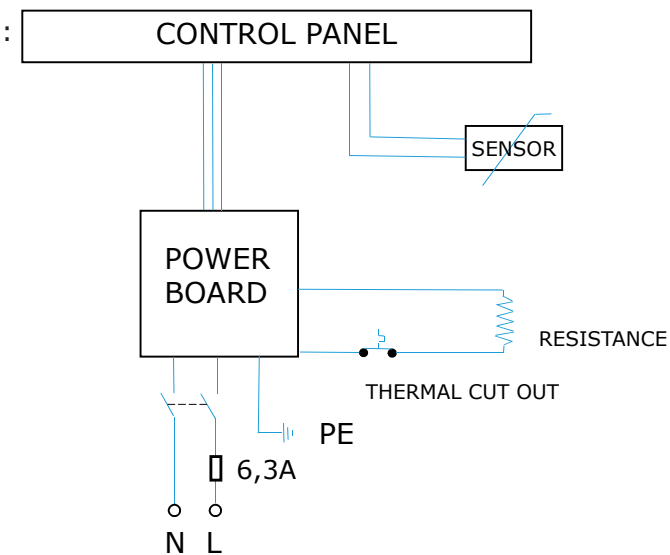 :
CONTROL PANEL
SENSOR
POWER
BOARD
RESISTANCE
THERMAL CUT OUT
PE
6,3A
N L